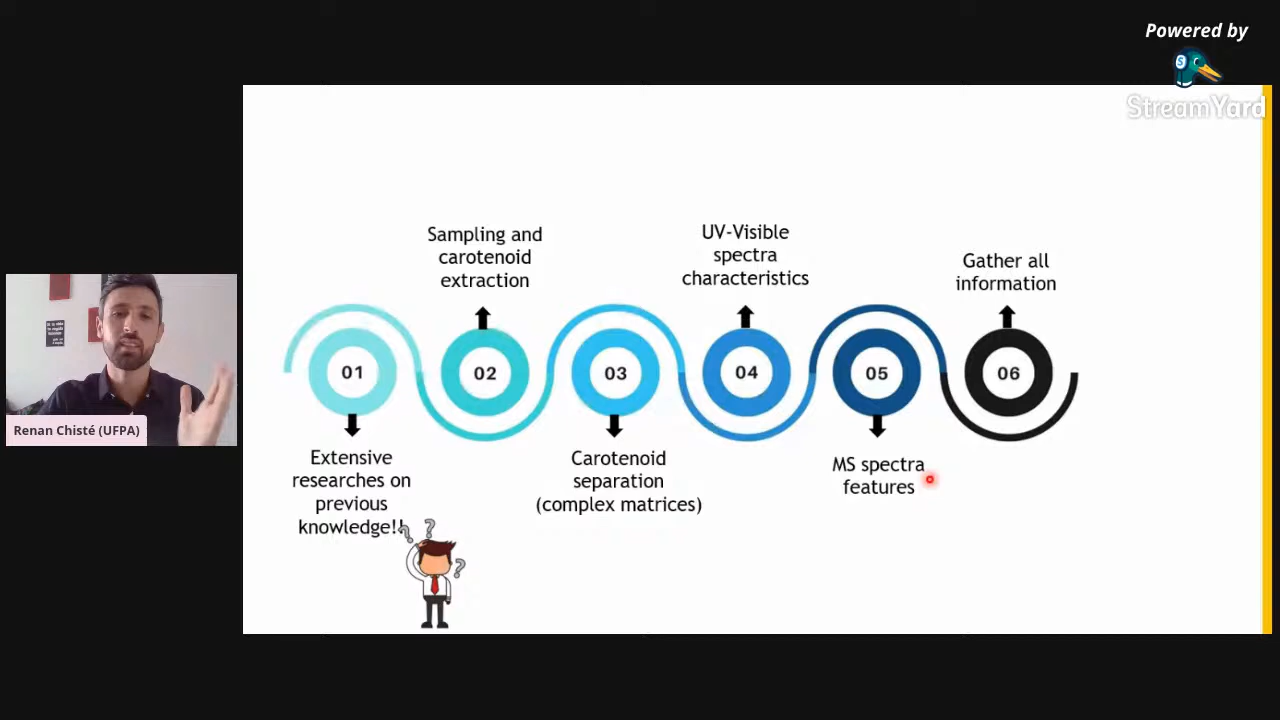 Powered by
StreamYard
Renan Chisté (UFPA)
01
Extensive
researches on
previous
knowledge!!
02
Sampling and
carotenoid
extraction
03
Carotenoid
separation
(complex matrices)
04
UV-Visible
spectra
characteristics
05
MS spectra
features
06
Gather all
information